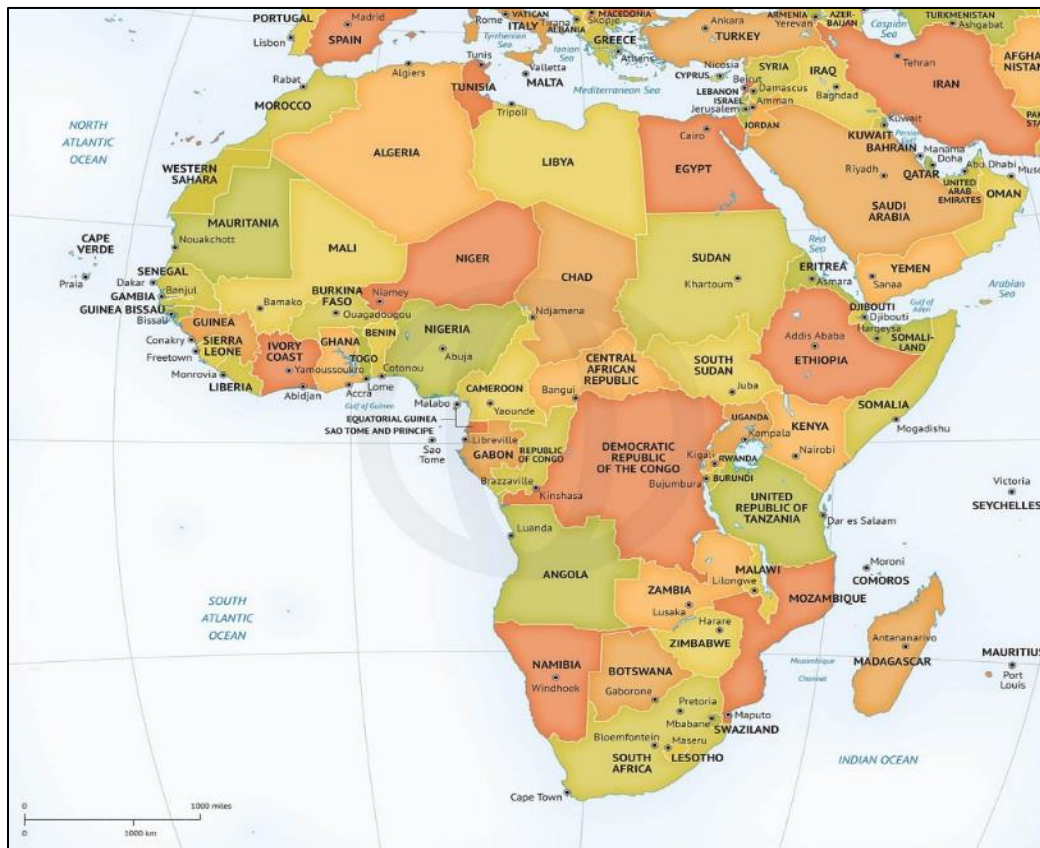 PORTUGAL
Madrid
Lisbon
SPAIN
Rome
VATICAN
ITALY
Tyrrhenian
Sea
Tirana
ALBANIA
Skopje
MACEDONIA
Ionian
Sea
GREECE
Athens
Ankara
TURKEY
ARMENIA
Yerevan
AZER-
BAIJAN
Caspian
Sea
TURKMENISTAN
Ashgabat
Tehran
IRAN
AFGHA
NISTAN
Rabat
MOROCCO
Algiers
Tunis
TUNISIA
Valletta
MALTA
Tripoli
Mediterranean Sea
Nicosia
CYPRUS
SYRIA
Beirut
LEBANON
Damascus
ISRAEL
Amman
Jerusalem
JORDAN
IRAQ
Baghdad
Kuwait
KUWAIT
Persian
Gulf
BAHRAIN
Manama
Doha
QATAR
Abu Dhabi
UNITED
ARAB
EMIRATES
Musc
OMAN
Riyadh
SAUDI
ARABIA
NORTH
ATLANTIC
OCEAN
ALGERIA
LIBYA
Cairo
EGYPT
WESTERN
SAHARA
MAURITANIA
Nouakchott
MALI
NIGER
CHAD
SUDAN
Khartoum
Red
Sea
ERITREA
Asmara
YEMEN
Sanaa
Arabian
Sea
CAPE
VERDE
Praia
SENEGAL
Dakar
Banjul
GAMBIA
GUINEA BISSAU
Bissau
Bamako
BURKINA
FASO
Niamey
Ouagadougou
Ndjamena
DJIBOUTI
Gulf of
Aden
Djibouti
Hargeysa
SOMALI-
LAND
Addis Ababa
ETHIOPIA
GUINEA
Conakry
SIERRA
LEONE
Freetown
Monrovia
LIBERIA
IVORY
COAST
Yamoussoukro
Abidjan
GHANA
Accra
TOGO
Lome
BENIN
Cotonou
NIGERIA
Abuja
Gulf of Guinea
CAMEROON
Yaounde
Malabo
EQUATORIAL GUINEA
SAO TOME AND PRINCIPE
Sao
Tome
CENTRAL
AFRICAN
REPUBLIC
Bangui
SOUTH
SUDAN
Juba
SOMALIA
Mogadishu
UGANDA
Kampala
KENYA
Nairobi
Libreville
GABON
REPUBLIC
OF CONGO
Brazzaville
Kinshasa
DEMOCRATIC
REPUBLIC
OF THE CONGO
Kigali
RWANDA
Bujumbura
BURUNDI
UNITED
REPUBLIC OF
TANZANIA
Dar es Salaam
Victoria
SEYCHELLES
Luanda
ANGOLA
ZAMBIA
Lusaka
MALAWI
Lilongwe
Moroni
COMOROS
MOZAMBIQUE
SOUTH
ATLANTIC
OCEAN
Harare
ZIMBABWE
Mozambique
Channel
Antananarivo
MADAGASCAR
MAURITIUS
Port
Louis
NAMIBIA
Windhoek
BOTSWANA
Gaborone
Pretoria
Mbabane
Maputo
SWAZILAND
Bloemfontein
Maseru
SOUTH
AFRICA
LESOTHO
Cape Town
INDIAN OCEAN
0
1000 miles
0
1000 km